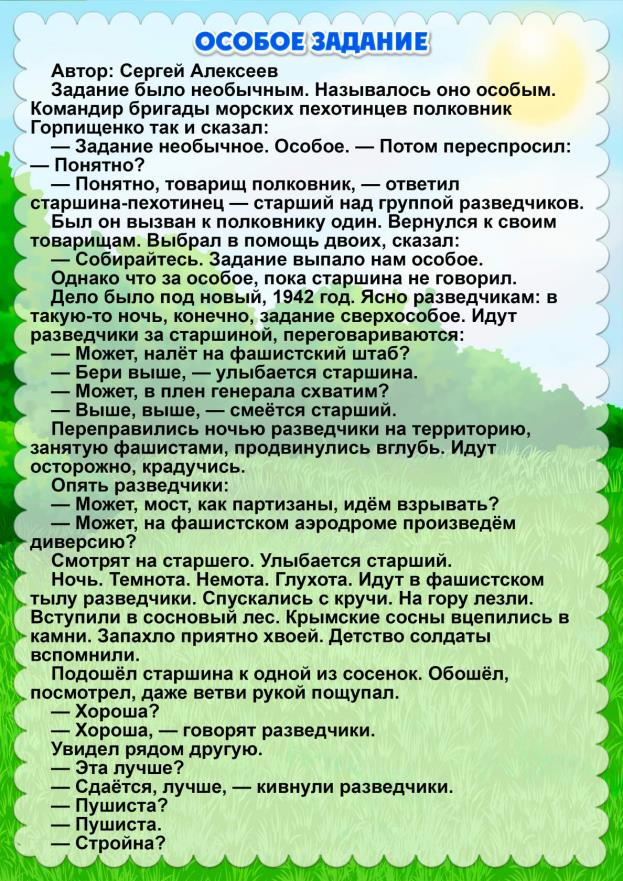 ОСОБОЕ ЗАДАНИЕ
Автор: Сергей Алексеев
Задание было необычным. Называлось оно особым.
Командир бригады морских пехотинцев полковник
Горпищенко так и сказал:
— Задание необычное. Особое. — Потом переспросил:
— Понятно?
— Понятно, товарищ полковник, — ответил
старшина-пехотинец — старший над группой разведчиков.
Был он вызван к полковнику один. Вернулся к своим
товарищам. Выбрал в помощь двоих, сказал:
— Собирайтесь. Задание выпало нам особое.
Однако что за особое, пока старшина не говорил.
Дело было под новый, 1942 год. Ясно разведчикам: в
такую-то ночь, конечно, задание сверхособое. Идут
разведчики за старшиной, переговариваются:
— Может, налёт на фашистский штаб?
— Бери выше, — улыбается старшина.
— Может, в плен генерала схватим?
— Выше, выше, — смеётся старший.
Переправились ночью разведчики на территорию,
занятую фашистами, продвинулись вглубь. Идут
осторожно, крадучись.
Опять разведчики:
— Может, мост, как партизаны, идём взрывать?
— Может, на фашистском аэродроме произведём
диверсию?
Смотрят на старшего. Улыбается старший.
Ночь. Темнота. Немота. Глухота. Идут в фашистском
тылу разведчики. Спускались с кручи. На гору лезли.
Вступили в сосновый лес. Крымские сосны вцепились в
камни. Запахло приятно хвоей. Детство солдаты
вспомнили.
Подошёл старшина к одной из сосенок. Обошёл,
посмотрел, даже ветви рукой пощупал.
— Хороша?
— Хороша, — говорят разведчики.
Увидел рядом другую.
— Эта лучше?
— Сдаётся, лучше, — кивнули разведчики.
— Пушиста?
— Пушиста.
— Стройна?